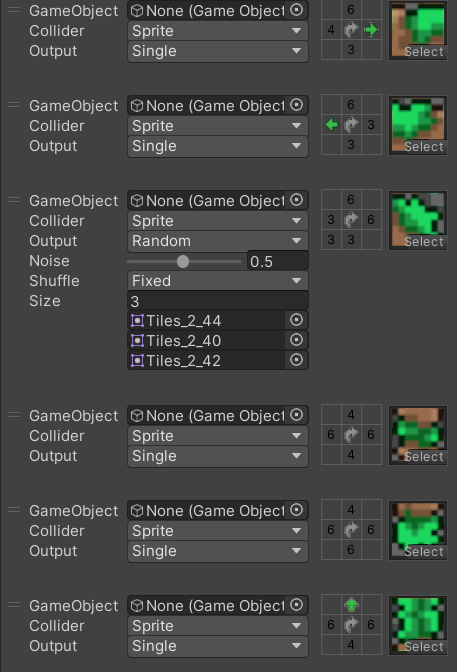 GameObject None (Game Object 6
Collider Sprite 4
Output Single 3 Select
GameObject None (Game Object 6
Collider Sprite 3
Output Single 3 Select
GameObject None (Game Object 6
Collider Sprite 3 6
Output Random 3 3 Select
Noise 0.5
Shuffle Fixed
Size 3
Tiles_2_44
Tiles_2_40
Tiles_2_42
GameObject None (Game Object 4
Collider Sprite 6 6
Output Single 4 Select
GameObject None (Game Object 4
Collider Sprite 6 6
Output Single 6 Select
GameObject None (Game Object
Collider Sprite 6 6
Output Single 4 Select